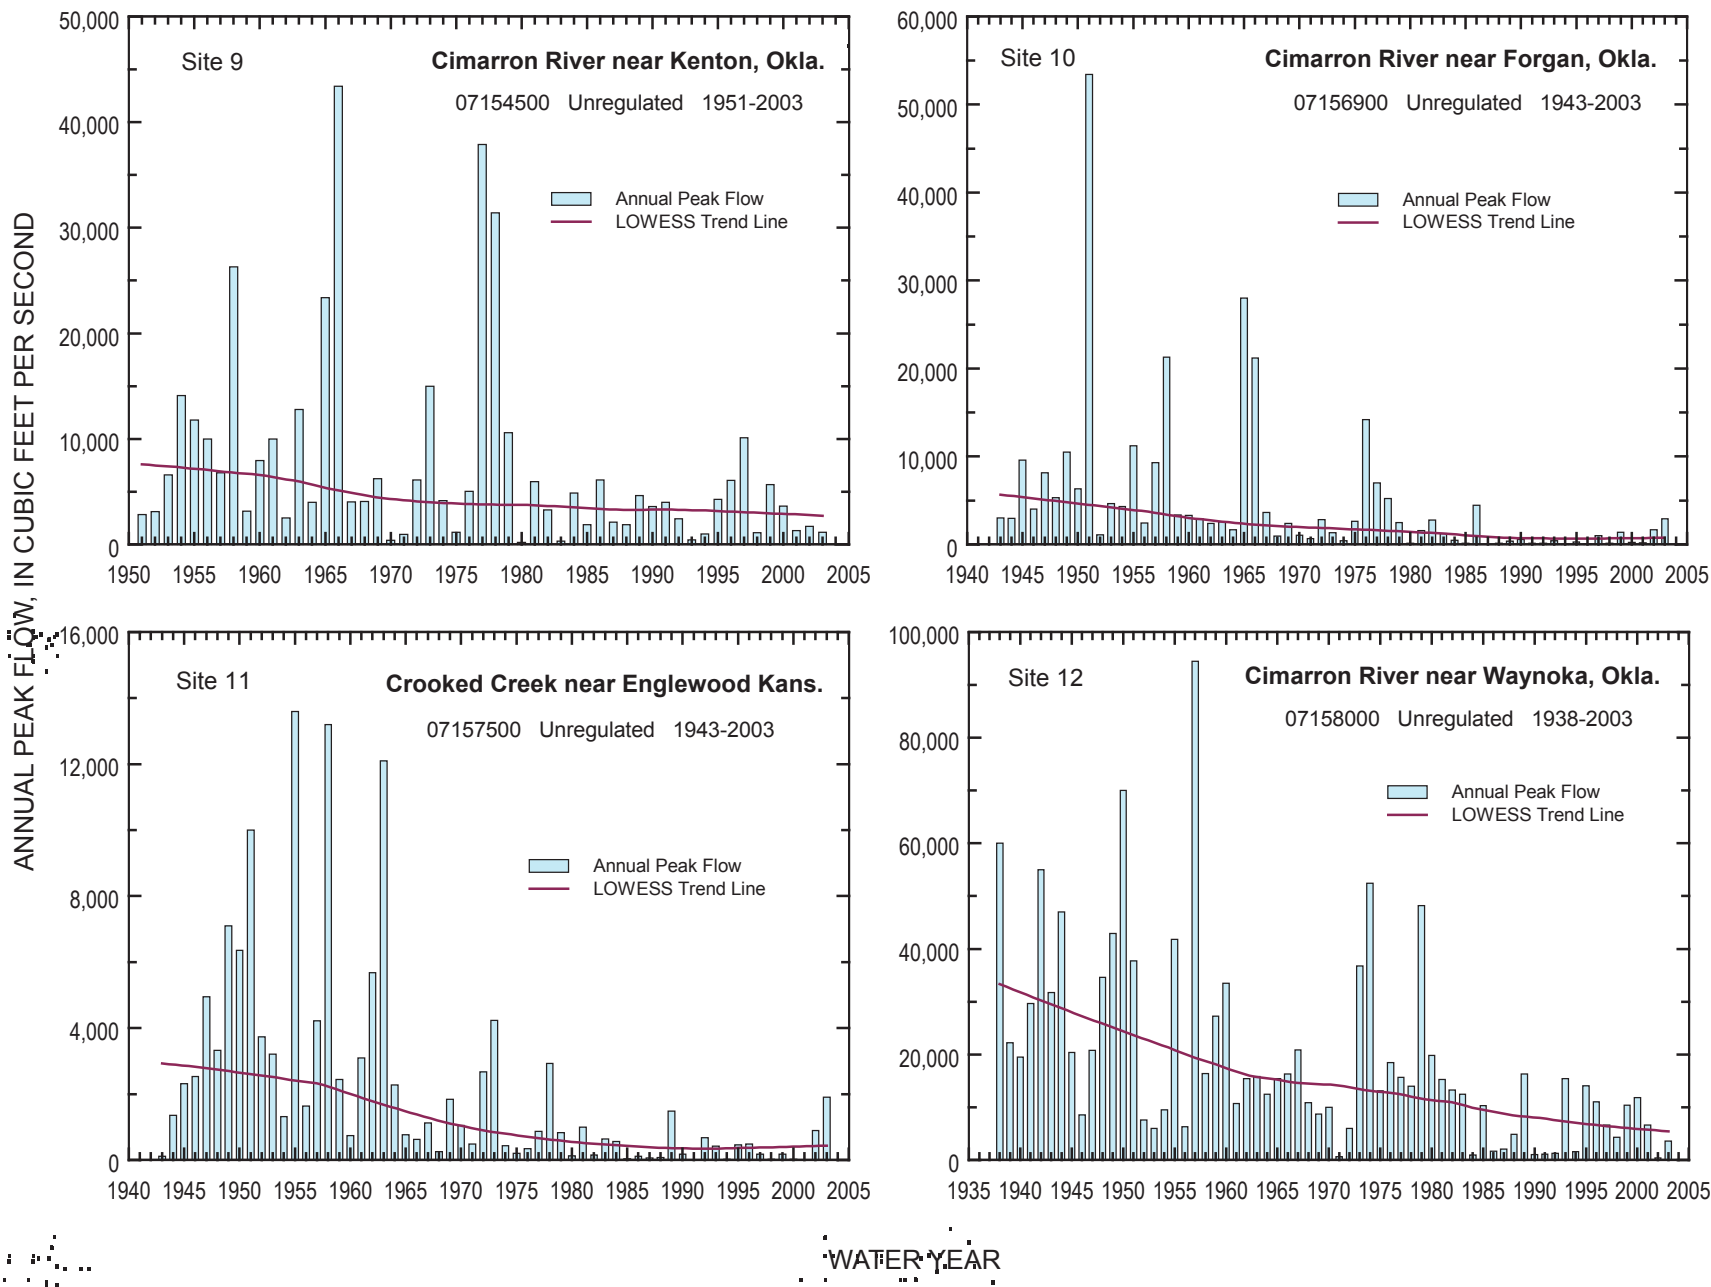 ANNUAL PEAK FLOW, IN CUBIC FEET PER SECOND
Site 9
Cimarron River near Kenton, Okla.
07154500 Unregulated 1951-2003
Annual Peak Flow
LOWESS Trend Line
50,000
40,000
30,000
20,000
10,000
0
1950 1955 1960 1965 1970 1975 1980 1985 1990 1995 2000 2005
Site 10
Cimarron River near Forgan, Okla.
07156900 Unregulated 1943-2003
Annual Peak Flow
LOWESS Trend Line
60,000
50,000
40,000
30,000
20,000
10,000
0
1940 1945 1950 1955 1960 1965 1970 1975 1980 1985 1990 1995 2000 2005
Site 11
Crooked Creek near Englewood Kans.
07157500 Unregulated 1943-2003
Annual Peak Flow
LOWESS Trend Line
16,000
12,000
8,000
4,000
0
1940 1945 1950 1955 1960 1965 1970 1975 1980 1985 1990 1995 2000 2005
Site 12
Cimarron River near Waynoka, Okla.
07158000 Unregulated 1938-2003
Annual Peak Flow
LOWESS Trend Line
100,000
80,000
60,000
40,000
20,000
0
1935 1940 1945 1950 1955 1960 1965 1970 1975 1980 1985 1990 1995 2000 2005
WATER YEAR